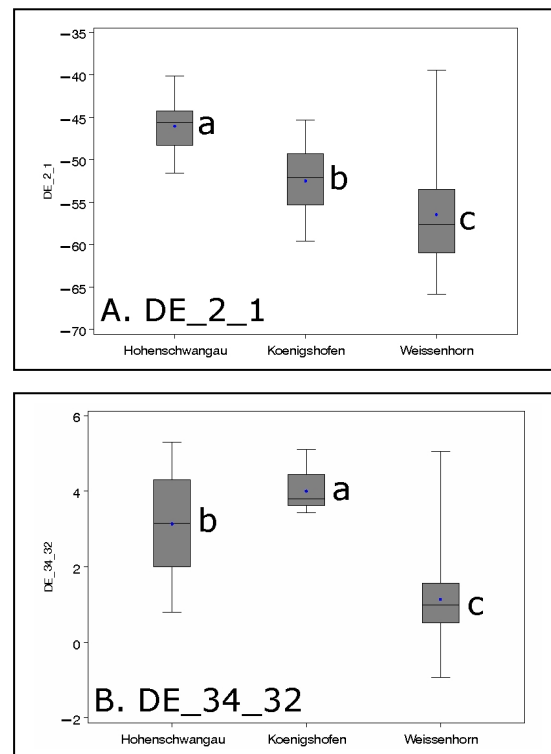 −35
−40
−45
−50
−55
−60
−65
−70
DE_2_1
a
b
c
A. DE_2_1
Hohenschwangau Koenigshofen Weissenhorn
6
4
2
0
−2
DE_34_32
b
a
c
B. DE_34_32
Hohenschwangau Koenigshofen Weissenhorn